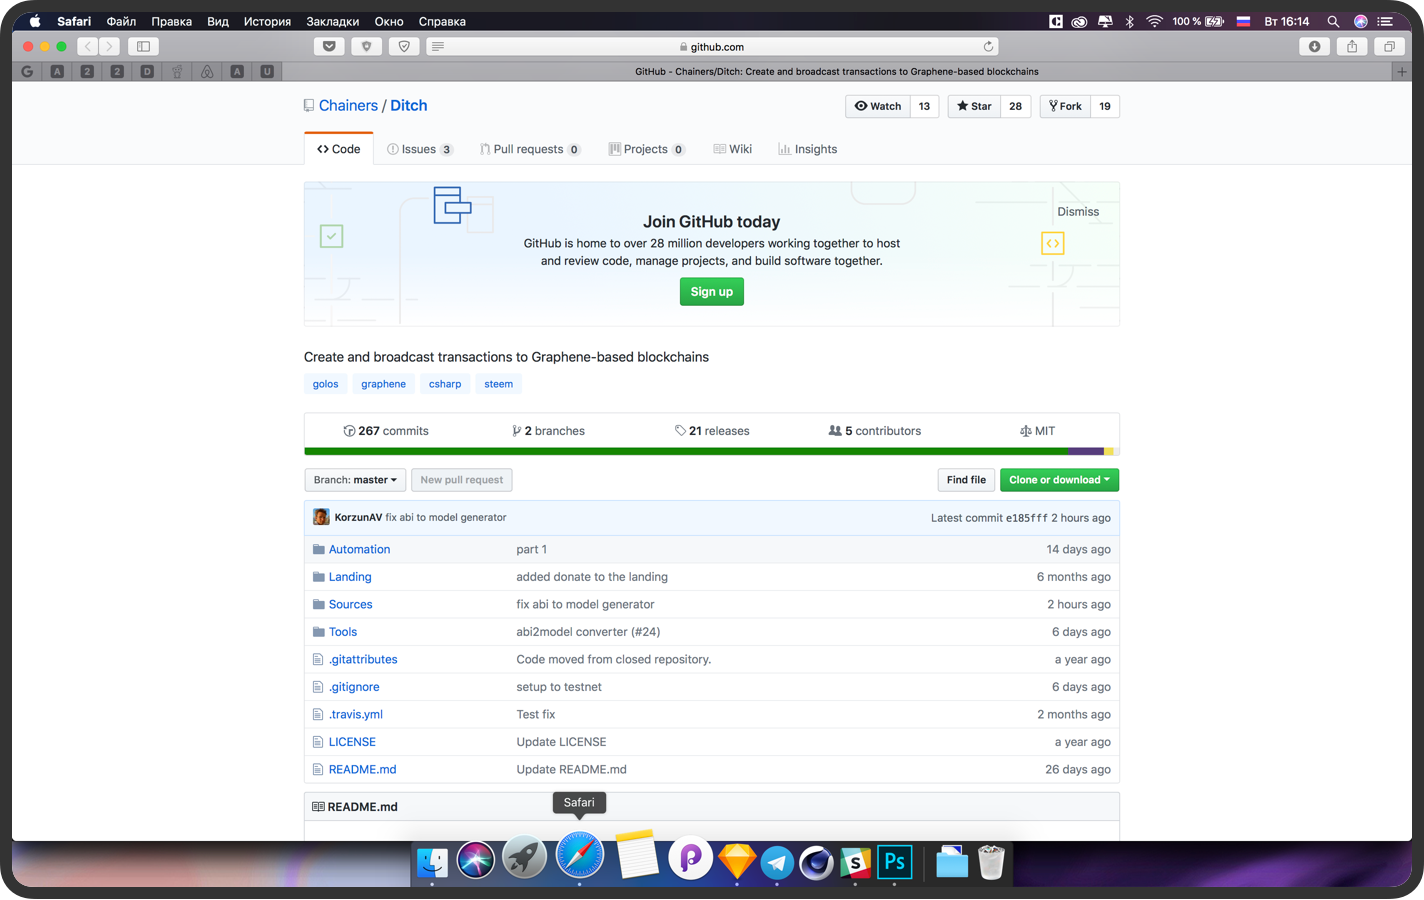 Safari Файл Правка Вид История Закладки Окно Справка 100 % Вт 16:14
github.com
G A 2 2 D A U GitHub - Chainers/Ditch: Create and broadcast transactions to Graphene-based blockchains
Chainers / Ditch Watch 13 Star 28 Fork 19
Code Issues 3 Pull requests 0 Projects 0 Wiki Insights
Dismiss
Join GitHub today
GitHub is home to over 28 million developers working together to host
and review code, manage projects, and build software together.
Sign up
Create and broadcast transactions to Graphene-based blockchains
golos graphene csharp steem
267 commits 2 branches 21 releases 5 contributors MIT
Branch: master New pull request Find file Clone or download
KorzunAV fix abi to model generator Latest commit e185fff 2 hours ago
Automation part 1 14 days ago
Landing added donate to the landing 6 months ago
Sources fix abi to model generator 2 hours ago
Tools abi2model converter (#24) 6 days ago
.gitattributes Code moved from closed repository. a year ago
.gitignore setup to testnet 6 days ago
.travis.yml Test fix 2 months ago
LICENSE Update LICENSE a year ago
README.md Update README.md 26 days ago
README.md
Safari
S Ps